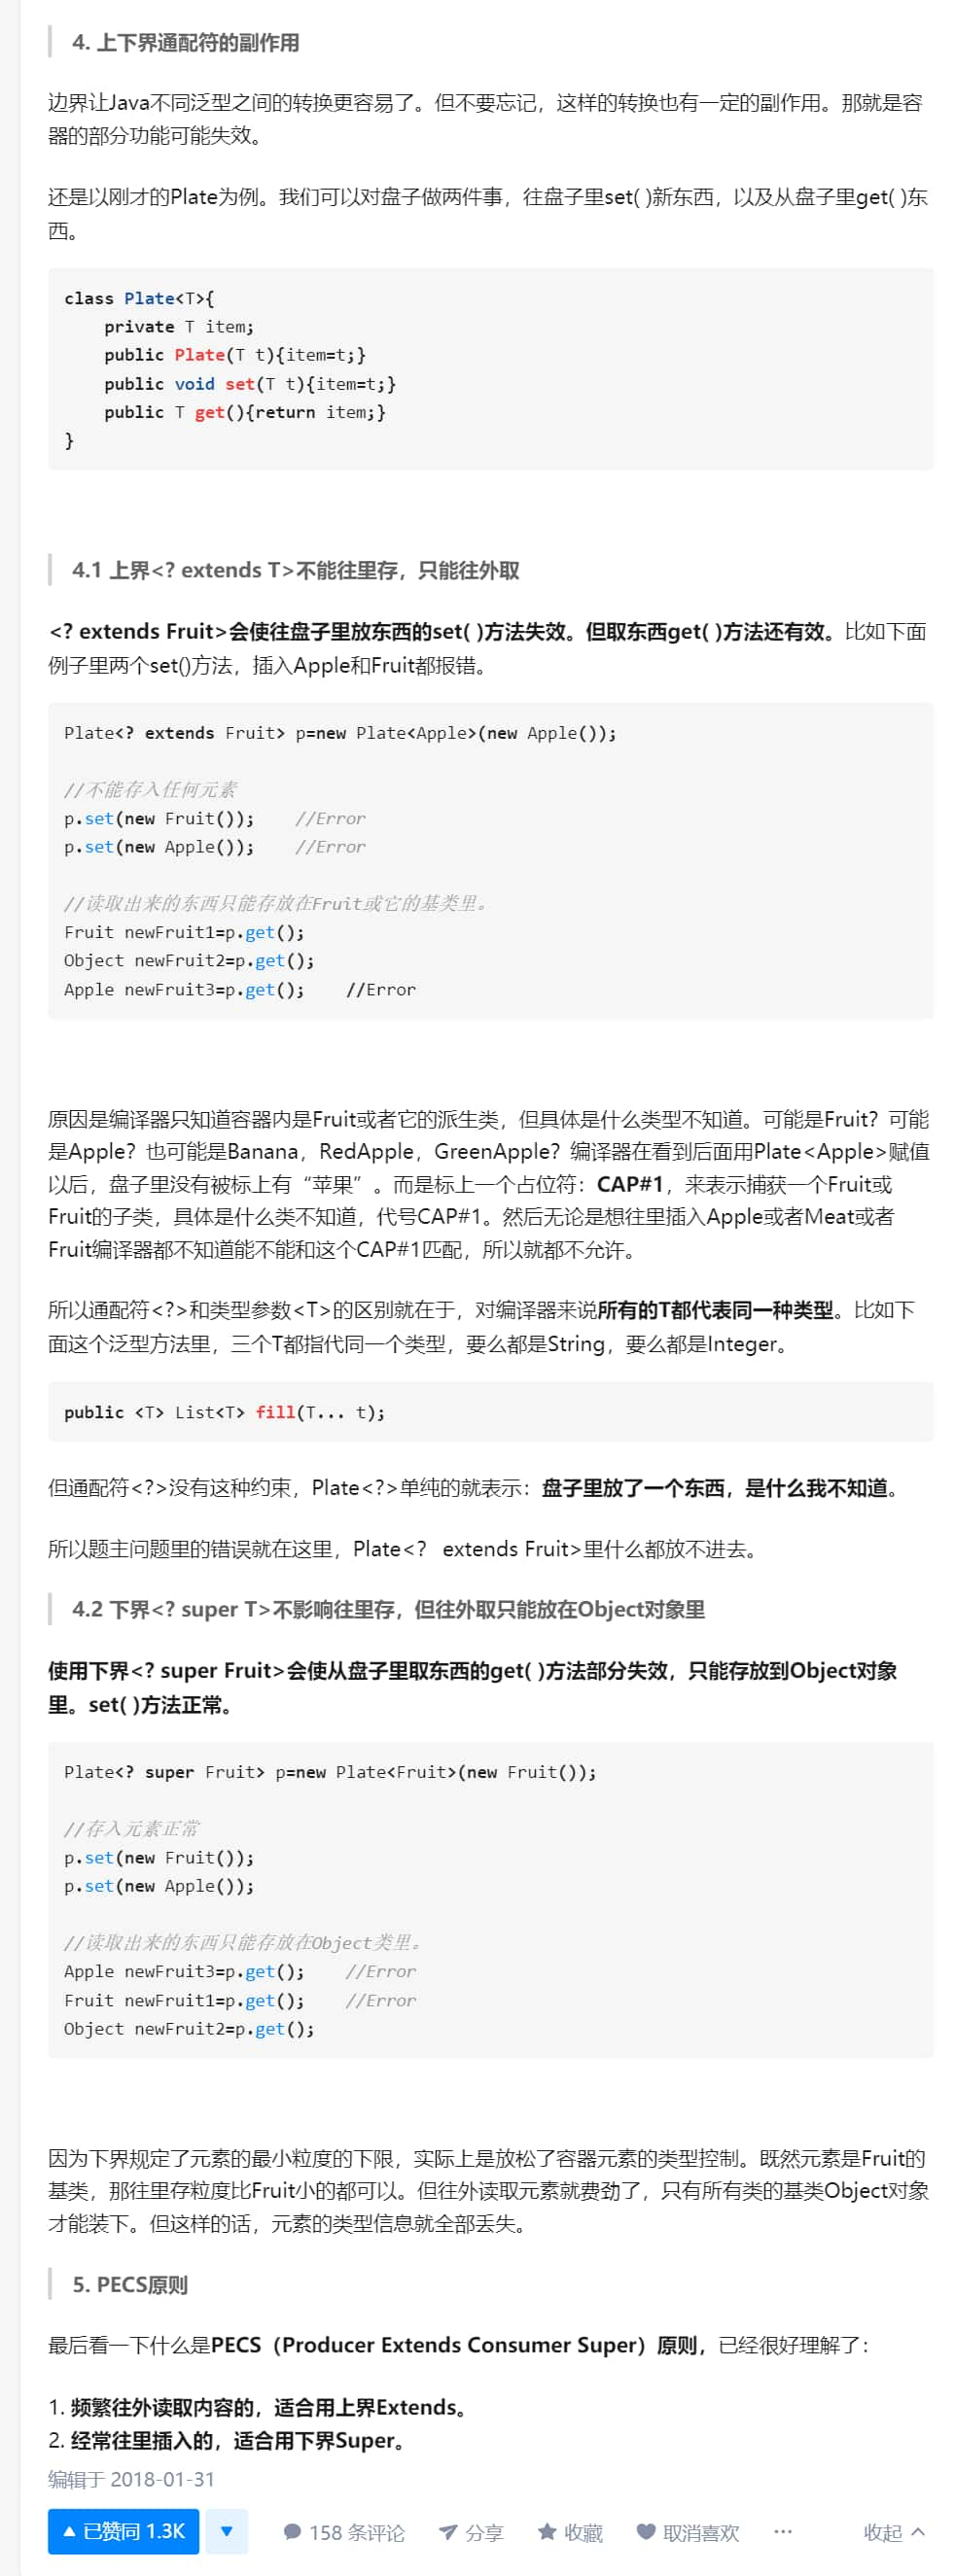 4. 上下界通配符的副作用
边界让Java不同泛型之间的转换更容易了。但不要忘记，这样的转换也有一定的副作用。那就是容
器的部分功能可能失效。
还是以刚才的Plate为例。我们可以对盘子做两件事，往盘子里set( )新东西，以及从盘子里get( )东
西。
class Plate<T>{
    private T item;
    public Plate(T t){item=t;}
    public void set(T t){item=t;}
    public T get(){return item;}
}
4.1 上界<? extends T>不能往里存，只能往外取
<? extends Fruit>会使往盘子里放东西的set( )方法失效。但取东西get( )方法还有效。比如下面
例子里两个set()方法，插入Apple和Fruit都报错。
Plate<? extends Fruit> p=new Plate<Apple>(new Apple());
//不能存入任何元素
p.set(new Fruit());    //Error
p.set(new Apple());    //Error
//读取出来的东西只能存放在Fruit或它的基类里。
Fruit newFruit1=p.get();
Object newFruit2=p.get();
Apple newFruit3=p.get();    //Error
原因是编译器只知道容器内是Fruit或者它的派生类，但具体是什么类型不知道。可能是Fruit？可能
是Apple？也可能是Banana，RedApple，GreenApple？编译器在看到后面用Plate<Apple>赋值
以后，盘子里没有被标上有“苹果”。而是标上一个占位符：CAP#1，来表示捕获一个Fruit或
Fruit的子类，具体是什么类不知道，代号CAP#1。然后无论是想往里插入Apple或者Meat或者
Fruit编译器都不知道能不能和这个CAP#1匹配，所以就都不允许。
所以通配符<?>和类型参数<T>的区别就在于，对编译器来说所有的T都代表同一种类型。比如下
面这个泛型方法里，三个T都指代同一个类型，要么都是String，要么都是Integer。
public <T> List<T> fill(T... t);
但通配符<?>没有这种约束，Plate<?>单纯的就表示：盘子里放了一个东西，是什么我不知道。
所以题主问题里的错误就在这里，Plate<？ extends Fruit>里什么都放不进去。
4.2 下界<? super T>不影响往里存，但往外取只能放在Object对象里
使用下界<? super Fruit>会使从盘子里取东西的get( )方法部分失效，只能存放到Object对象
里。set( )方法正常。
Plate<? super Fruit> p=new Plate<Fruit>(new Fruit());
//存入元素正常
p.set(new Fruit());
p.set(new Apple());
//读取出来的东西只能存放在Object类里。
Apple newFruit3=p.get();    //Error
Fruit newFruit1=p.get();    //Error
Object newFruit2=p.get();
因为下界规定了元素的最小粒度的下限，实际上是放松了容器元素的类型控制。既然元素是Fruit的
基类，那往里存粒度比Fruit小的都可以。但往外读取元素就费劲了，只有所有类的基类Object对象
才能装下。但这样的话，元素的类型信息就全部丢失。
5. PECS原则
最后看一下什么是PECS（Producer Extends Consumer Super）原则，已经很好理解了：
1. 频繁往外读取内容的，适合用上界Extends。
2. 经常往里插入的，适合用下界Super。
编辑于 2018-01-31
已赞同 1.3K 158 条评论 分享 收藏 取消喜欢 ··· 收起